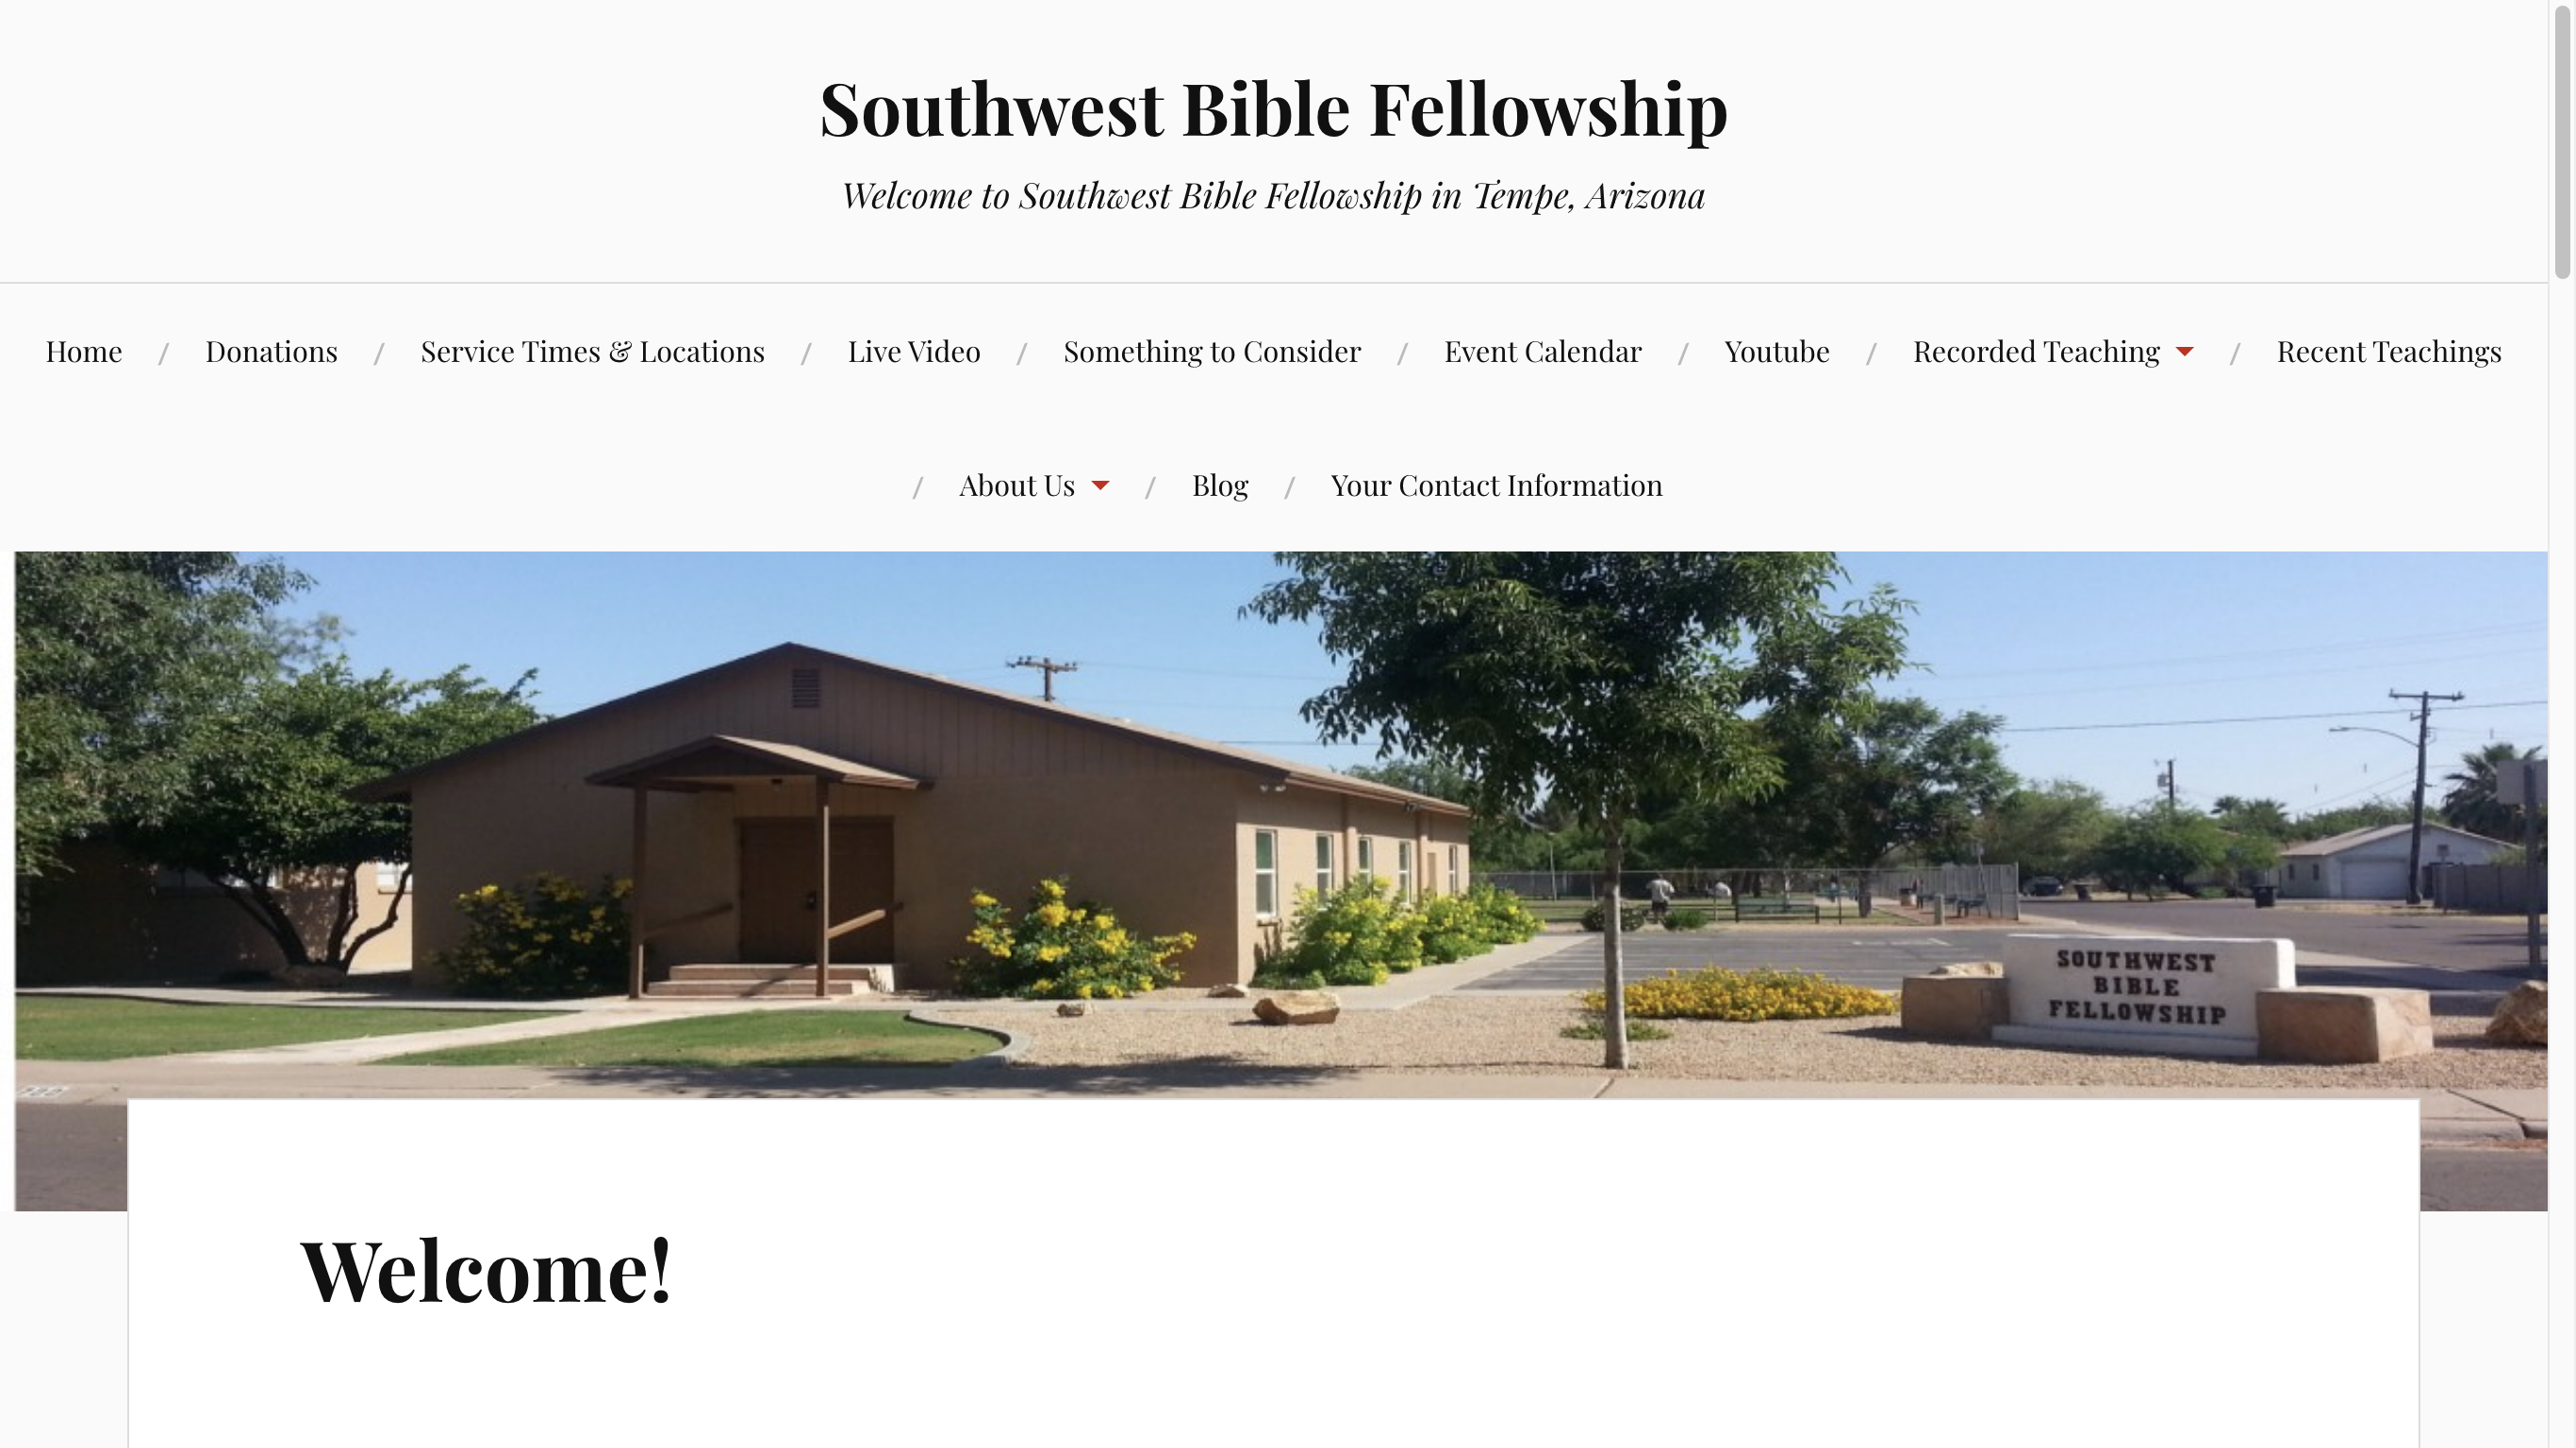 Southwest Bible Fellowship
Welcome to Southwest Bible Fellowship in Tempe, Arizona
Home / Donations / Service Times & Locations / Live Video / Something to Consider / Event Calendar / Youtube / Recorded Teaching / Recent Teachings
/ About Us / Blog / Your Contact Information
SOUTHWEST
BIBLE
FELLOWSHIP
Welcome!